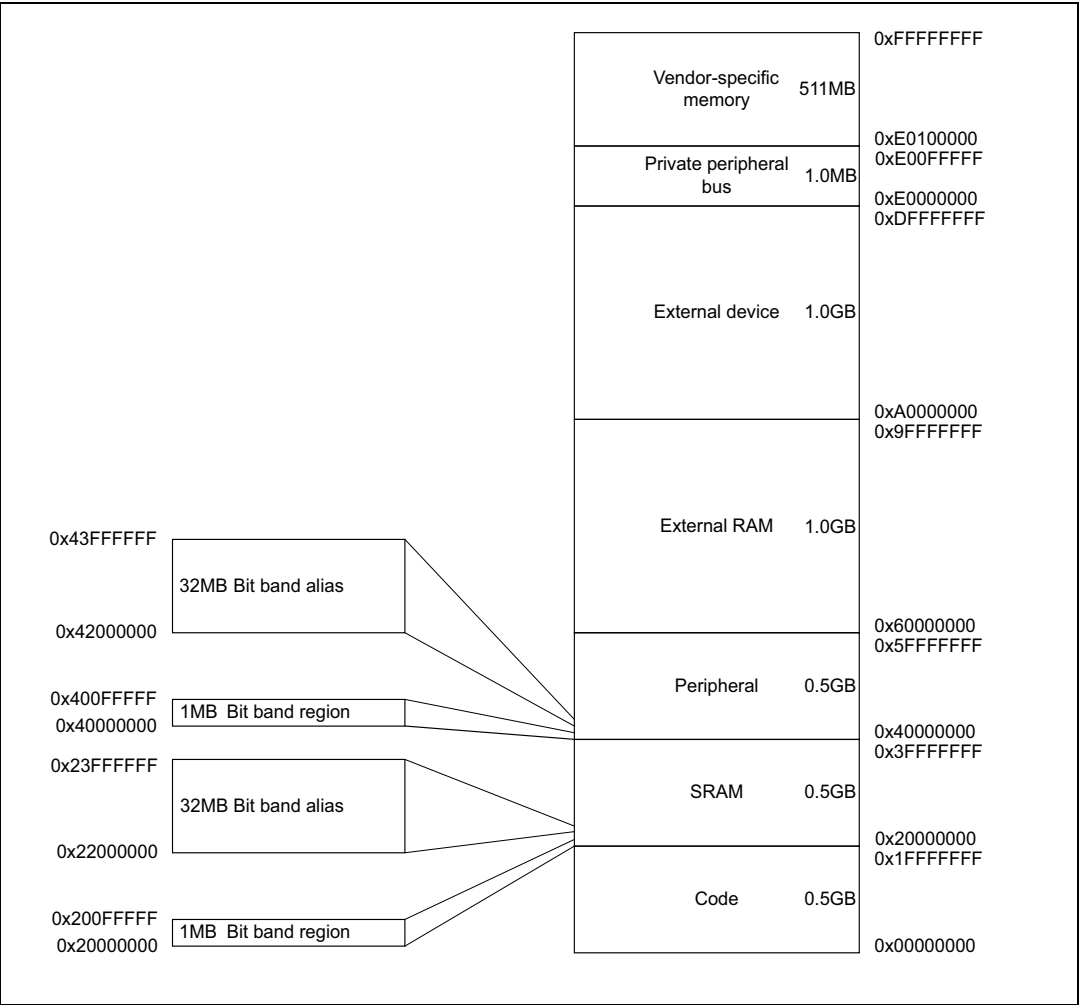 0xFFFFFFFF
Vendor-specific
memory
511MB
0xE0100000
0xE00FFFFF
Private peripheral
bus
1.0MB
0xE0000000
0xDFFFFFFF
External device 1.0GB
0xA0000000
0x9FFFFFFF
External RAM 1.0GB
0x60000000
0x5FFFFFFF
Peripheral 0.5GB
0x40000000
0x3FFFFFFF
SRAM 0.5GB
0x20000000
0x1FFFFFFF
Code 0.5GB
0x00000000
0x43FFFFFF
32MB Bit band alias
0x42000000
0x400FFFFF
1MB Bit band region
0x40000000
0x23FFFFFF
32MB Bit band alias
0x22000000
0x200FFFFF
1MB Bit band region
0x20000000